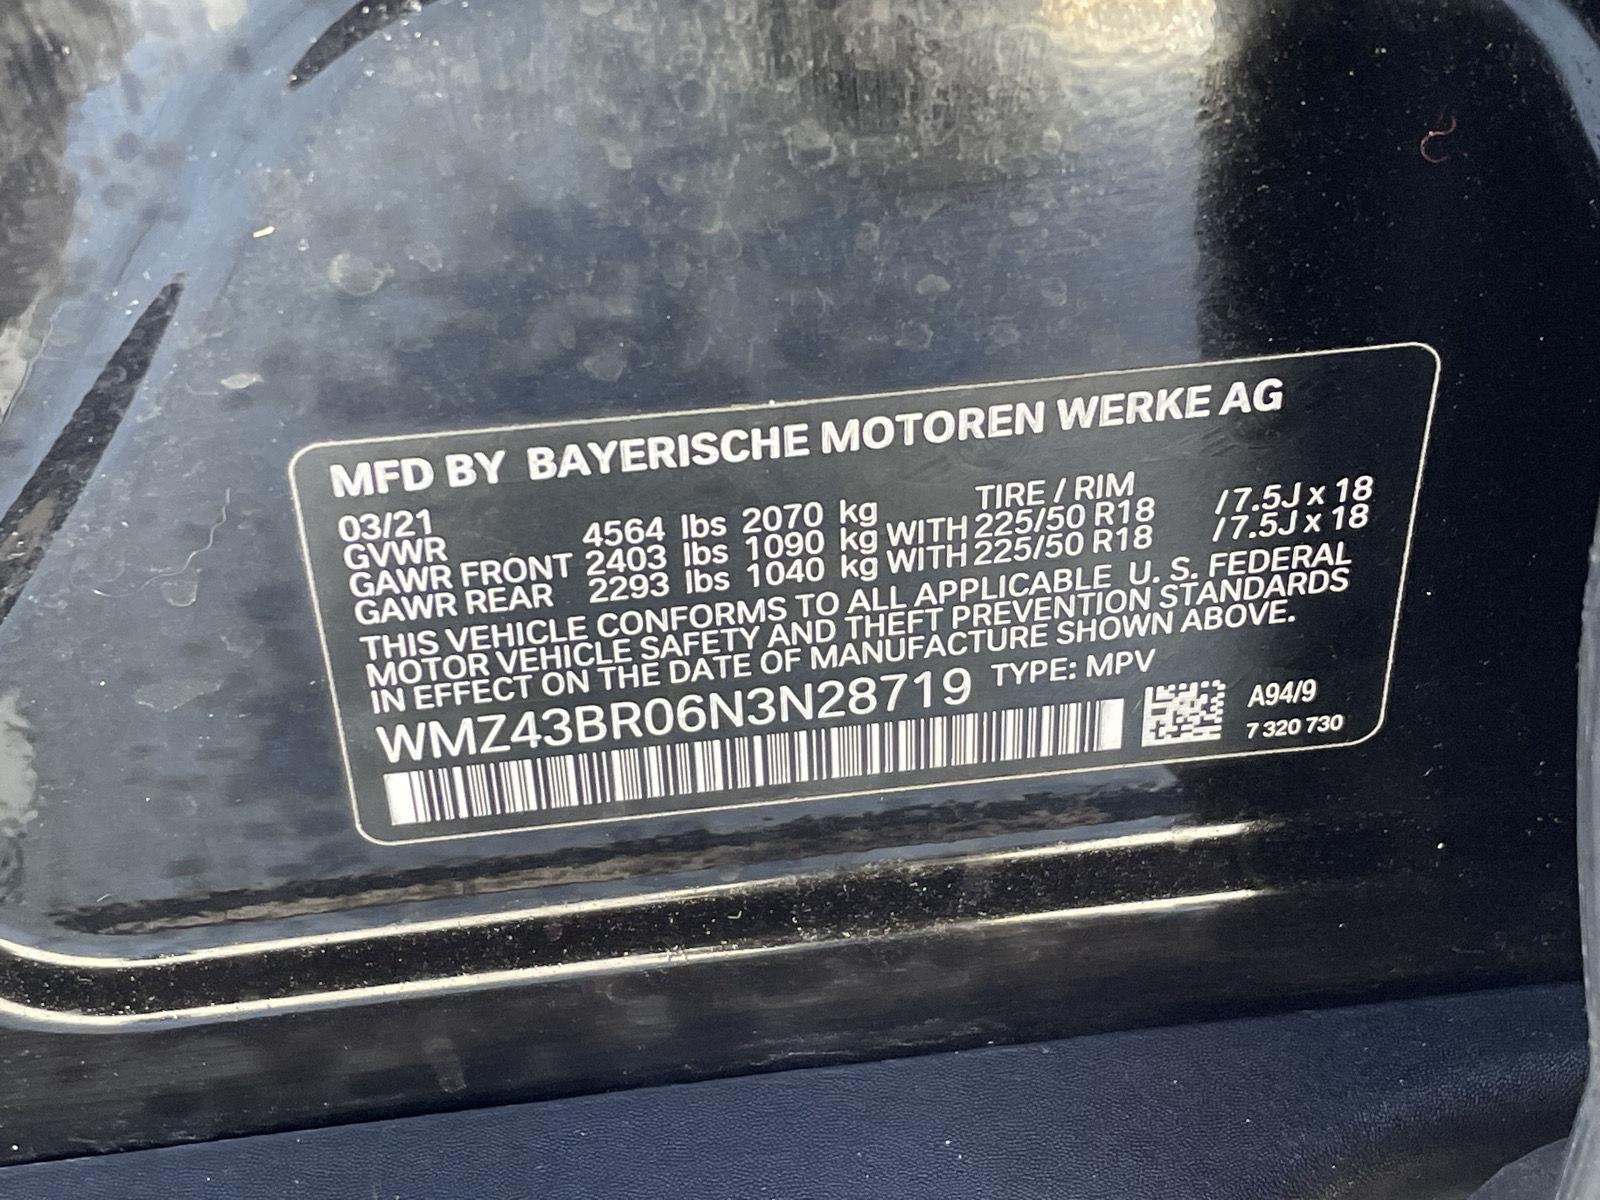 MFD BY BAYERISCHE MOTOREN WERKE AG
03/21 TIRE / RIM
GVWR 4564 lbs 2070 kg
GAWR FRONT 2403 lbs 1090 kg WITH 225/50 R18 /7.5J x 18
GAWR REAR 2293 lbs 1040 kg WITH 225/50 R18 /7.5J x 18
THIS VEHICLE CONFORMS TO ALL APPLICABLE U. S. FEDERAL
MOTOR VEHICLE SAFETY AND THEFT PREVENTION STANDARDS
IN EFFECT ON THE DATE OF MANUFACTURE SHOWN ABOVE.
WMZ43BR06N3N28719 TYPE: MPV
A94/9
7 320 730